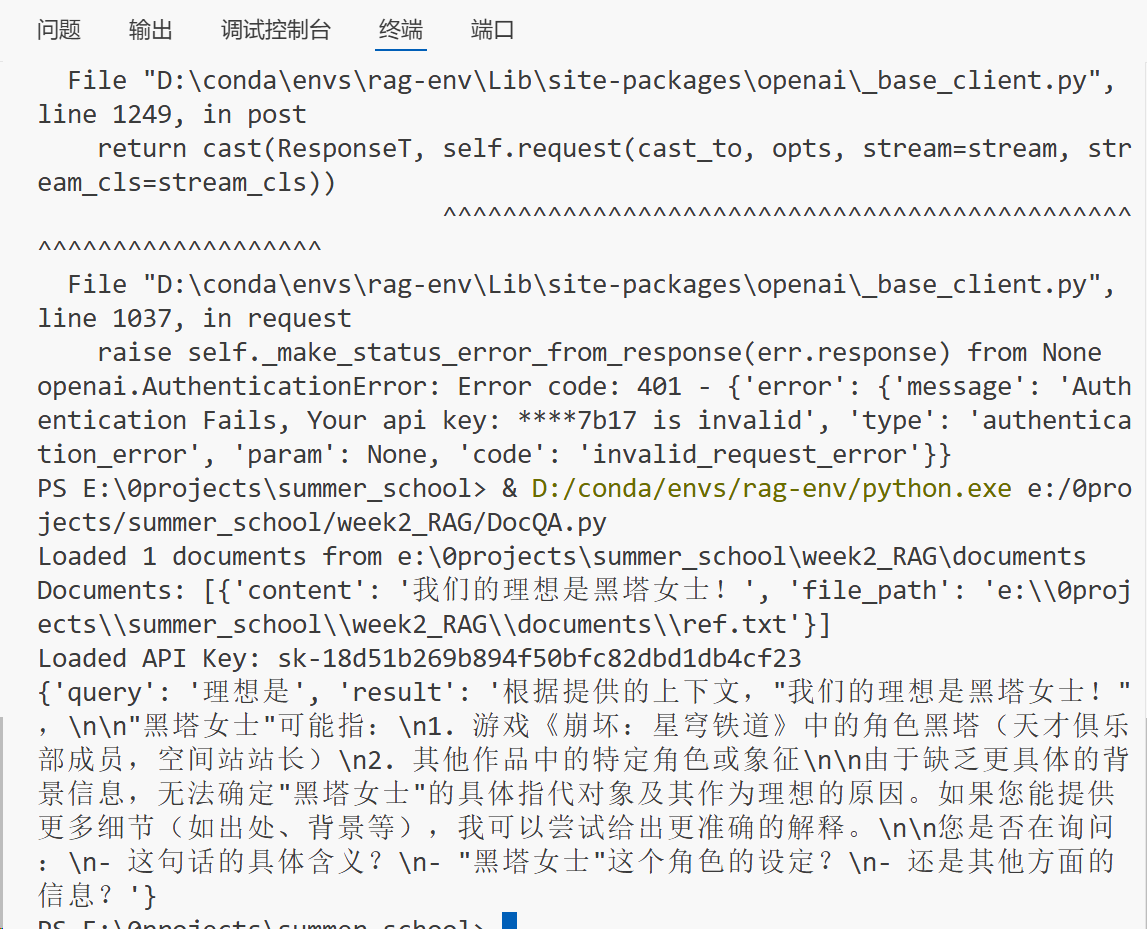 问题 输出 调试控制台 终端 端口
  File "D:\conda\envs\rag-env\Lib\site-packages\openai\_base_client.py",
line 1249, in post
    return cast(ResponseT, self.request(cast_to, opts, stream=stream, str
eam_cls=stream_cls))
                           ^^^^^^^^^^^^^^^^^^^^^^^^^^^^^^^^^^^^^^^^^^^^^^
^^^^^^^^^^^^^^^^^^^
  File "D:\conda\envs\rag-env\Lib\site-packages\openai\_base_client.py",
line 1037, in request
    raise self._make_status_error_from_response(err.response) from None
openai.AuthenticationError: Error code: 401 - {'error': {'message': 'Auth
entication Fails, Your api key: ****7b17 is invalid', 'type': 'authentica
tion_error', 'param': None, 'code': 'invalid_request_error'}}
PS E:\0projects\summer_school> & D:/conda/envs/rag-env/python.exe e:/0pro
jects/summer_school/week2_RAG/DocQA.py
Loaded 1 documents from e:\0projects\summer_school\week2_RAG\documents
Documents: [{'content': '我们的理想是黑塔女士！', 'file_path': 'e:\\0proj
ects\\summer_school\\week2_RAG\\documents\\ref.txt'}]
Loaded API Key: sk-18d51b269b894f50bfc82dbd1db4cf23
{'query': '理想是', 'result': '根据提供的上下文，"我们的理想是黑塔女士！"
，\n\n"黑塔女士"可能指：\n1. 游戏《崩坏：星穹铁道》中的角色黑塔（天才俱乐
部成员，空间站站长）\n2. 其他作品中的特定角色或象征\n\n由于缺乏更具体的背
景信息，无法确定"黑塔女士"的具体指代对象及其作为理想的原因。如果您能提供
更多细节（如出处、背景等），我可以尝试给出更准确的解释。\n\n您是否在询问
：\n- 这句话的具体含义？\n- "黑塔女士"这个角色的设定？\n- 还是其他方面的
信息？'}
PS E:\0projects\summer_school>